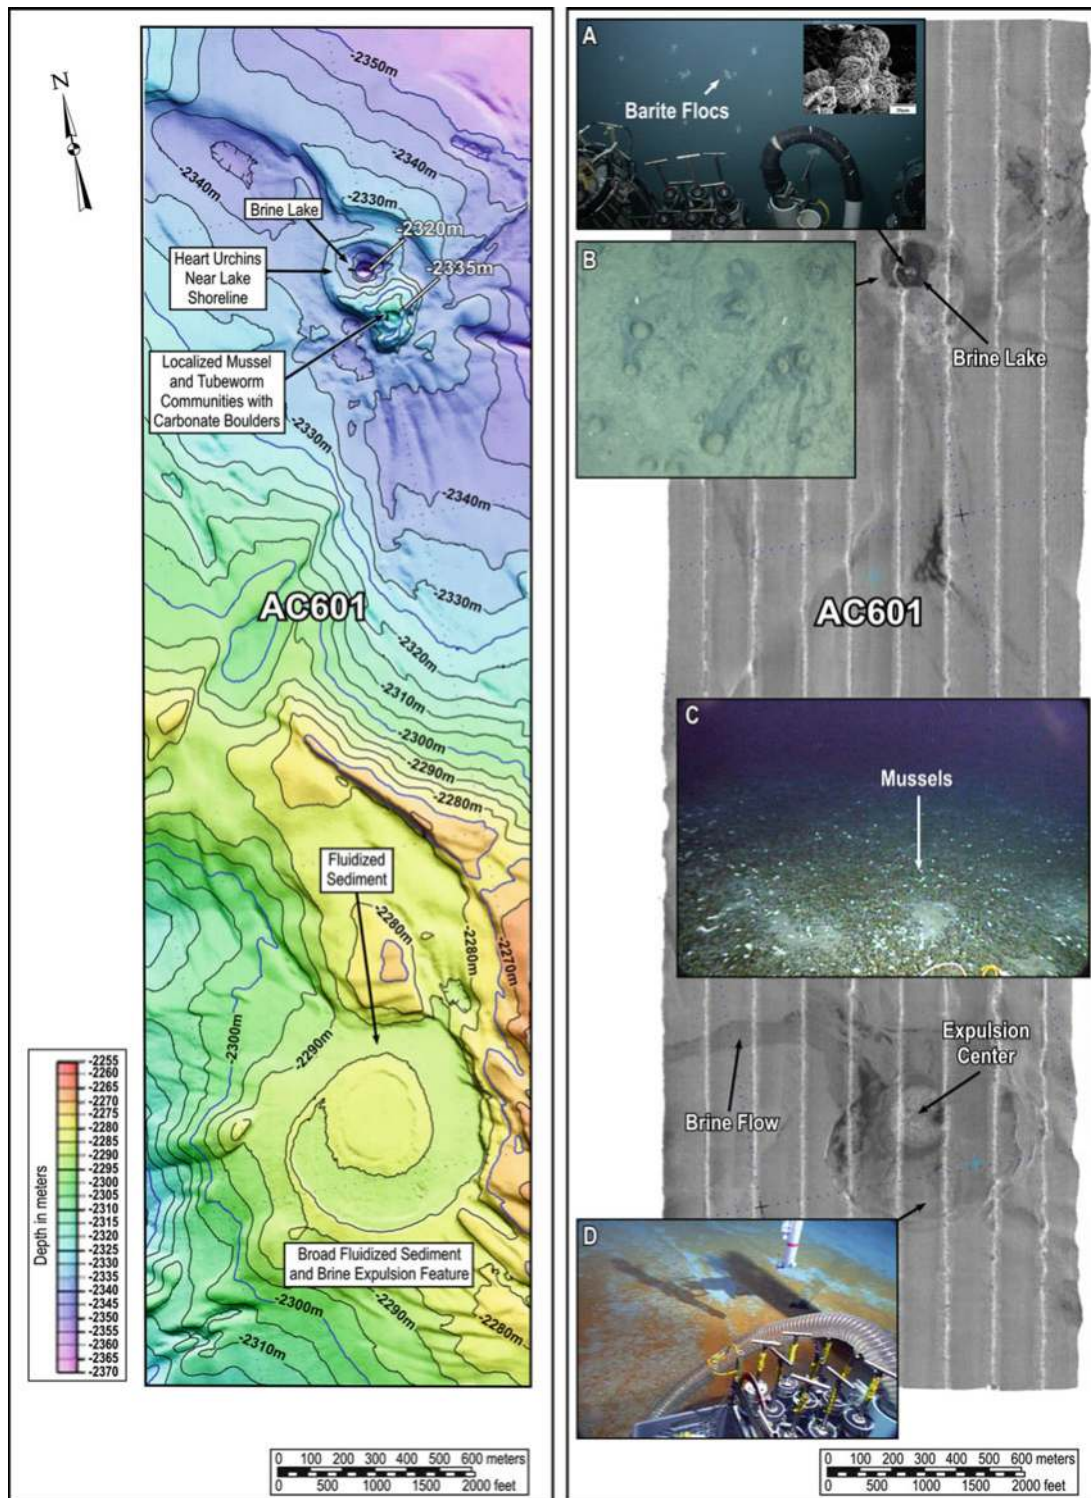 N
-2350m
-2340m
-2340m
-2330m
Brine Lake
-2320m
-2335m
Heart Urchins
Near Lake
Shoreline
Localized Mussel
and Tubeworm
Communities with
Carbonate Boulders
-2330m
-2340m
-2330m
AC601
-2320m
-2310m
-2300m
-2290m
-2280m
Fluidized
Sediment
-2280m
-2280m
-2270m
-2300m
-2290m
Broad Fluidized Sediment
and Brine Expulsion Feature
-2300m
-2290m
-2280m
-2310m
Depth in meters
-2255
-2260
-2265
-2270
-2275
-2280
-2285
-2290
-2295
-2300
-2305
-2310
-2315
-2320
-2325
-2330
-2335
-2340
-2345
-2350
-2355
-2360
-2365
-2370
0 100 200 300 400 500 600 meters
0 500 1000 1500 2000 feet
A
Barite Flocs
B
Brine Lake
AC601
C
Mussels
Expulsion
Center
Brine Flow
D
0 100 200 300 400 500 600 meters
0 500 1000 1500 2000 feet